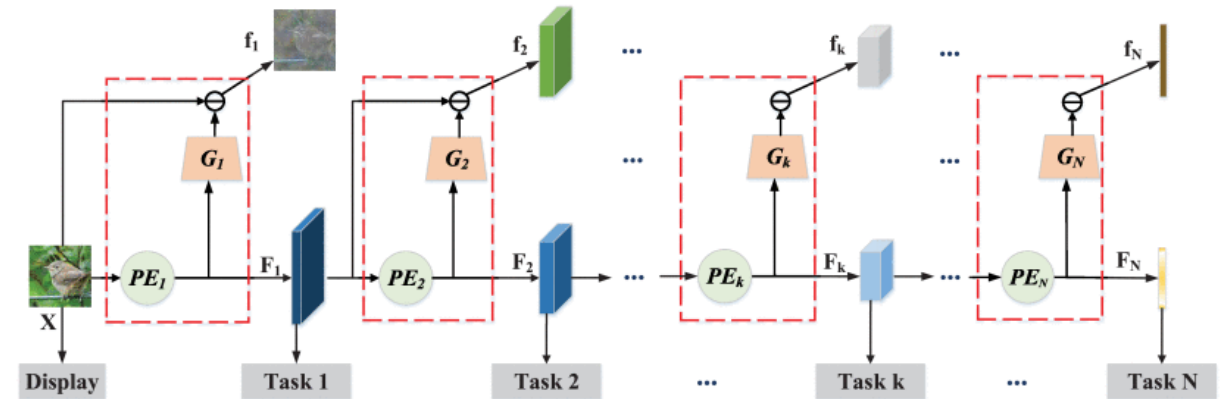 f1 f2 ... fk ... fN
G1 G2 ... Gk ... GN
F1 F2 Fk FN
PE1 PE2 ... PEk ... PEN
X
Display Task 1 Task 2 ... Task k ... Task N